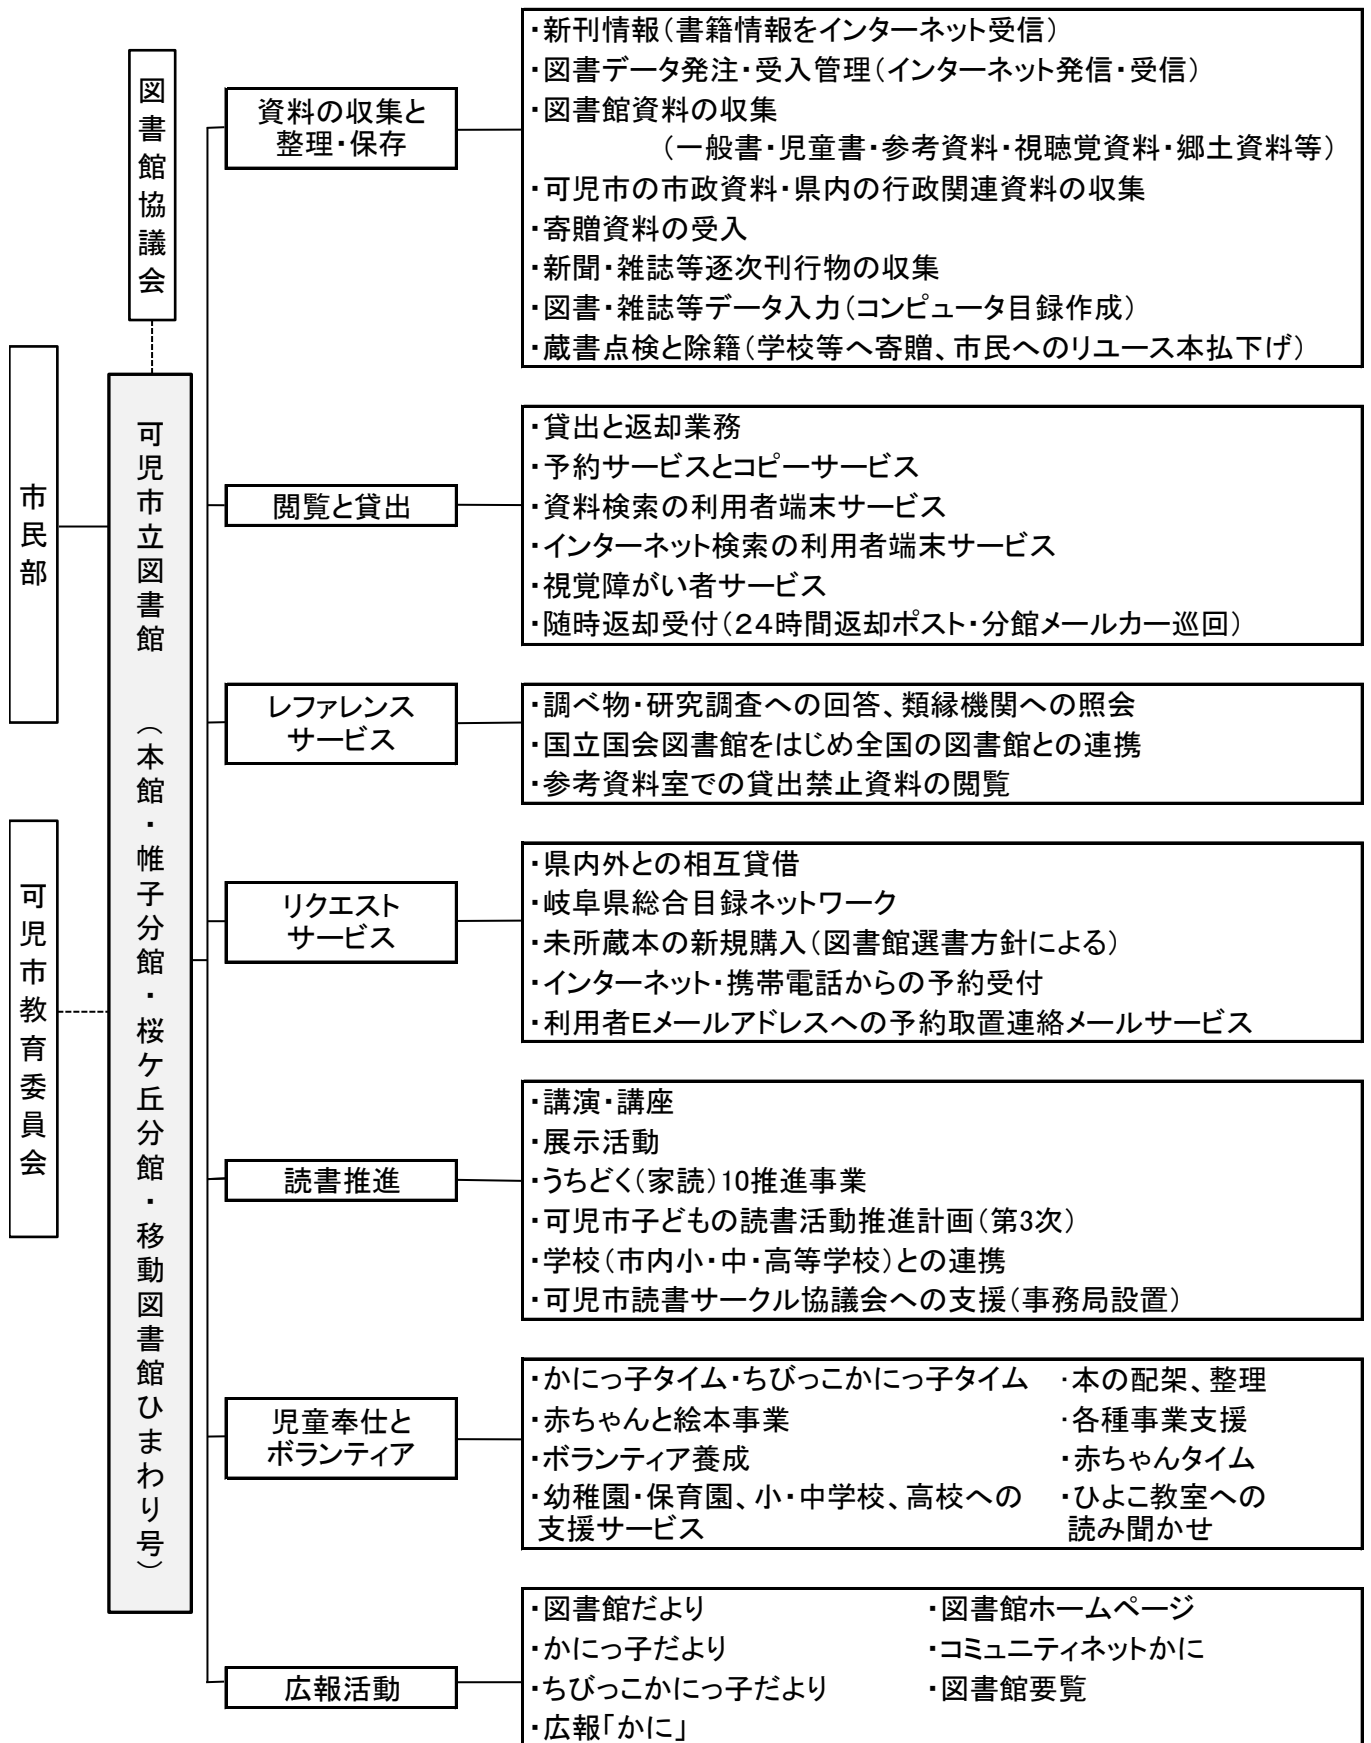 図書館協議会
市民部
可児市教育委員会
可児市立図書館 (本館・帷子分館・桜ケ丘分館・移動図書館ひまわり号)
資料の収集と
整理・保存
・新刊情報(書籍情報をインターネット受信)
・図書データ発注・受入管理(インターネット発信・受信)
・図書館資料の収集
(一般書・児童書・参考資料・視聴覚資料・郷土資料等)
・可児市の市政資料・県内の行政関連資料の収集
・寄贈資料の受入
・新聞・雑誌等逐次刊行物の収集
・図書・雑誌等データ入力(コンピュータ目録作成)
・蔵書点検と除籍(学校等へ寄贈、市民へのリユース本払下げ)
閲覧と貸出
・貸出と返却業務
・予約サービスとコピーサービス
・資料検索の利用者端末サービス
・インターネット検索の利用者端末サービス
・視覚障がい者サービス
・随時返却受付(24時間返却ポスト・分館メールカー巡回)
レファレンス
サービス
・調べ物・研究調査への回答、類縁機関への照会
・国立国会図書館をはじめ全国の図書館との連携
・参考資料室での貸出禁止資料の閲覧
リクエスト
サービス
・県内外との相互貸借
・岐阜県総合目録ネットワーク
・未所蔵本の新規購入(図書館選書方針による)
・インターネット・携帯電話からの予約受付
・利用者Eメールアドレスへの予約取置連絡メールサービス
読書推進
・講演・講座
・展示活動
・うちどく(家読)10推進事業
・可児市子どもの読書活動推進計画(第3次)
・学校(市内小・中・高等学校)との連携
・可児市読書サークル協議会への支援(事務局設置)
児童奉仕と
ボランティア
・かにっ子タイム・ちびっこかにっ子タイム
・赤ちゃんと絵本事業
・ボランティア養成
・幼稚園・保育園、小・中学校、高校への
支援サービス
・本の配架、整理
・各種事業支援
・赤ちゃんタイム
・ひよこ教室への
読み聞かせ
広報活動
・図書館だより
・かにっ子だより
・ちびっこかにっ子だより
・広報「かに」
・図書館ホームページ
・コミュニティネットかに
・図書館要覧